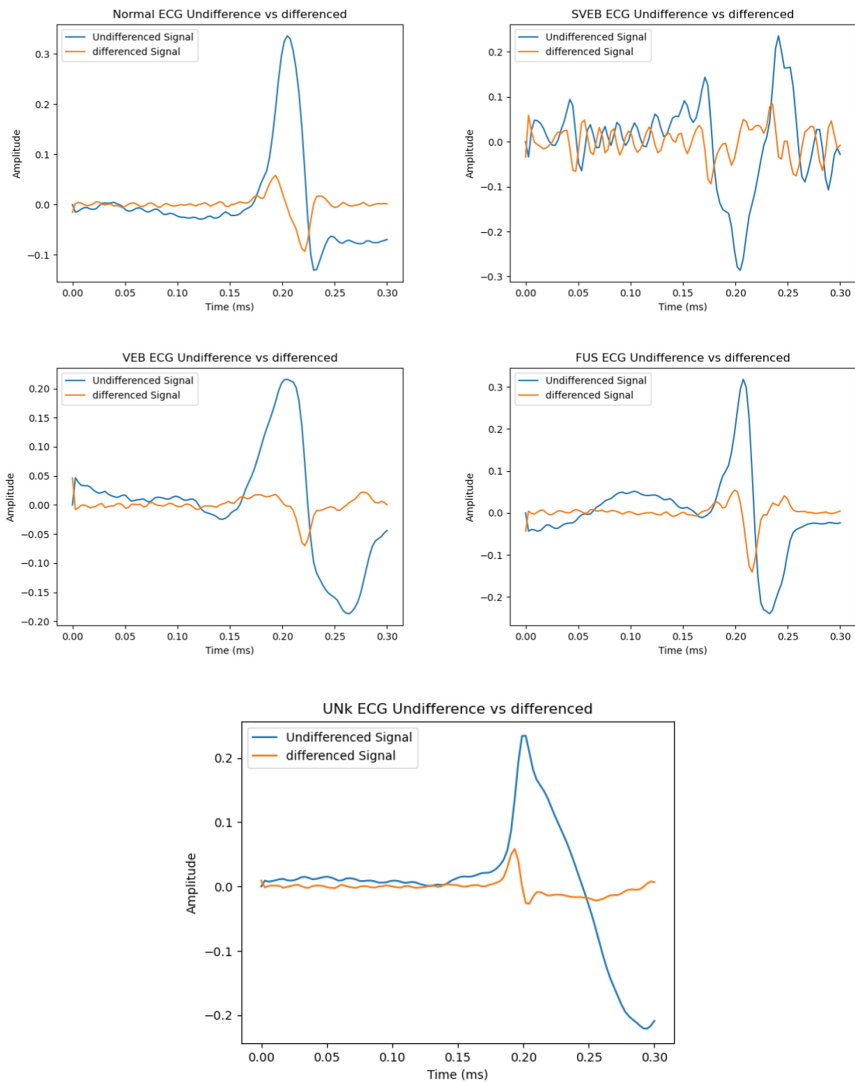 Normal ECG Undifference vs differenced
Undifferenced Signal
differenced Signal
Amplitude
0.3
0.2
0.1
0.0
−0.1
0.00 0.05 0.10 0.15 0.20 0.25 0.30
Time (ms)
SVEB ECG Undifference vs differenced
Undifferenced Signal
differenced Signal
Amplitude
0.2
0.1
0.0
−0.1
−0.2
−0.3
0.00 0.05 0.10 0.15 0.20 0.25 0.30
Time (ms)
VEB ECG Undifference vs differenced
Undifferenced Signal
differenced Signal
Amplitude
0.20
0.15
0.10
0.05
0.00
−0.05
−0.10
−0.15
−0.20
0.00 0.05 0.10 0.15 0.20 0.25 0.30
Time (ms)
FUS ECG Undifference vs differenced
Undifferenced Signal
differenced Signal
Amplitude
0.3
0.2
0.1
0.0
−0.1
−0.2
0.00 0.05 0.10 0.15 0.20 0.25 0.30
Time (ms)
UNk ECG Undifference vs differenced
Undifferenced Signal
differenced Signal
Amplitude
0.2
0.1
0.0
−0.1
−0.2
0.00 0.05 0.10 0.15 0.20 0.25 0.30
Time (ms)